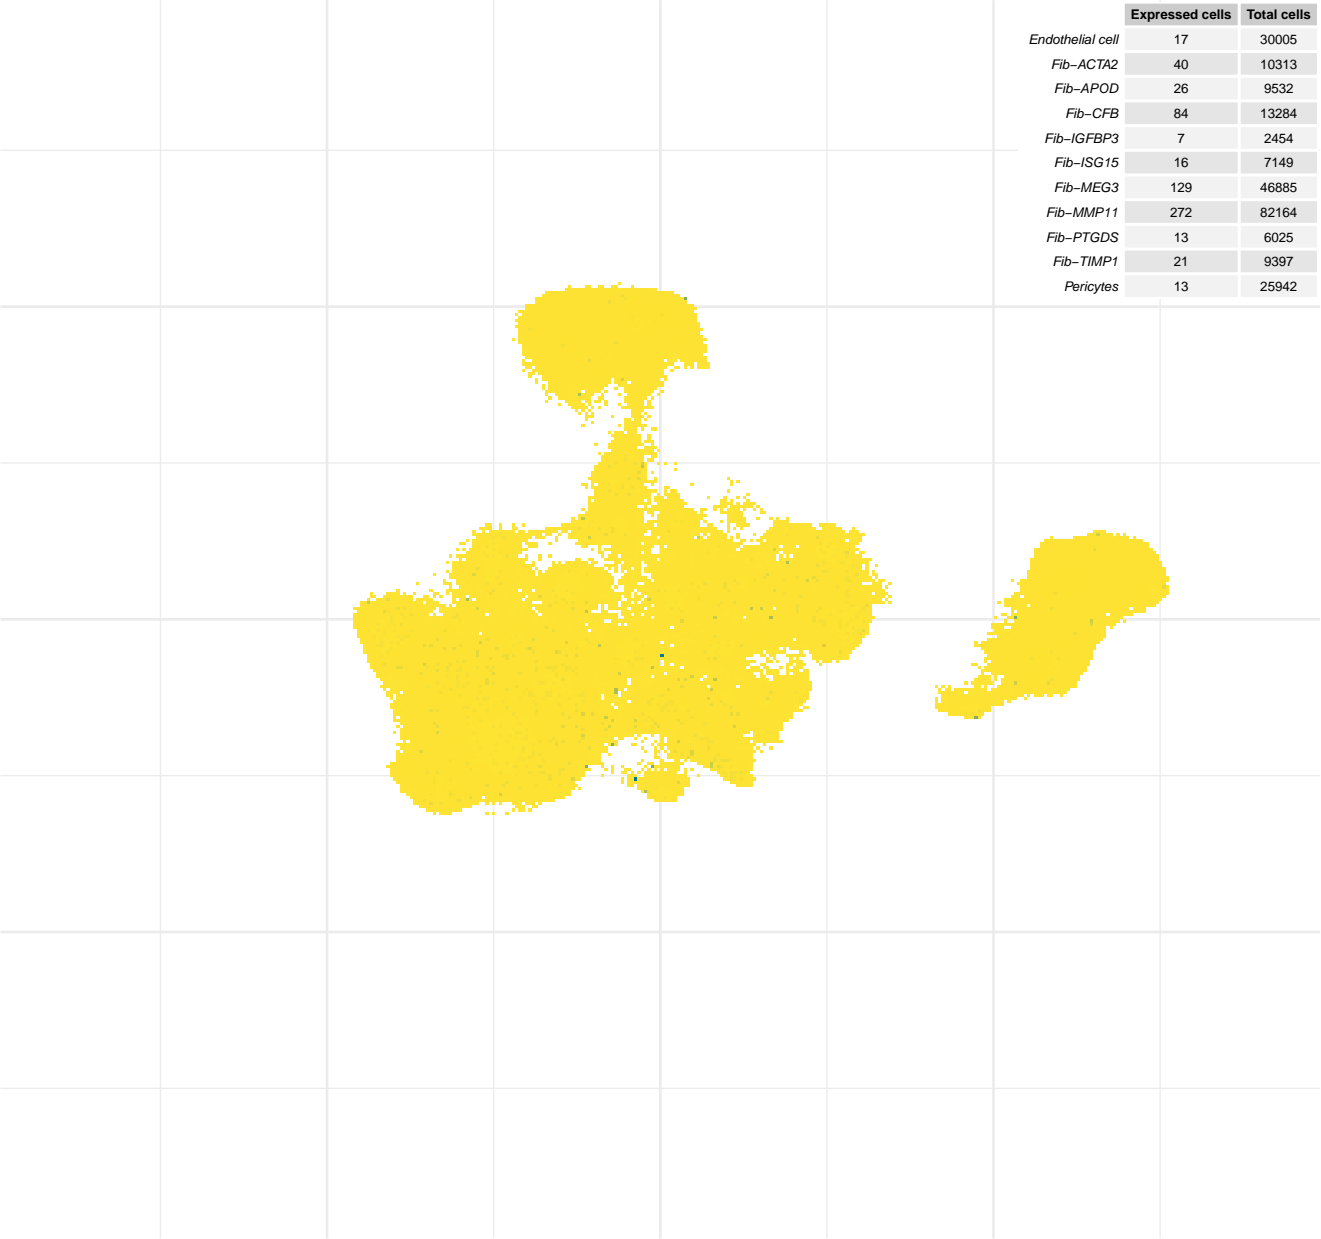 Expressed cells Total cells
Endothelial cell 17 30005
Fib−ACTA2 40 10313
Fib−APOD 26 9532
Fib−CFB 84 13284
Fib−IGFBP3 7 2454
Fib−ISG15 16 7149
Fib−MEG3 129 46885
Fib−MMP11 272 82164
Fib−PTGDS 13 6025
Fib−TIMP1 21 9397
Pericytes 13 25942